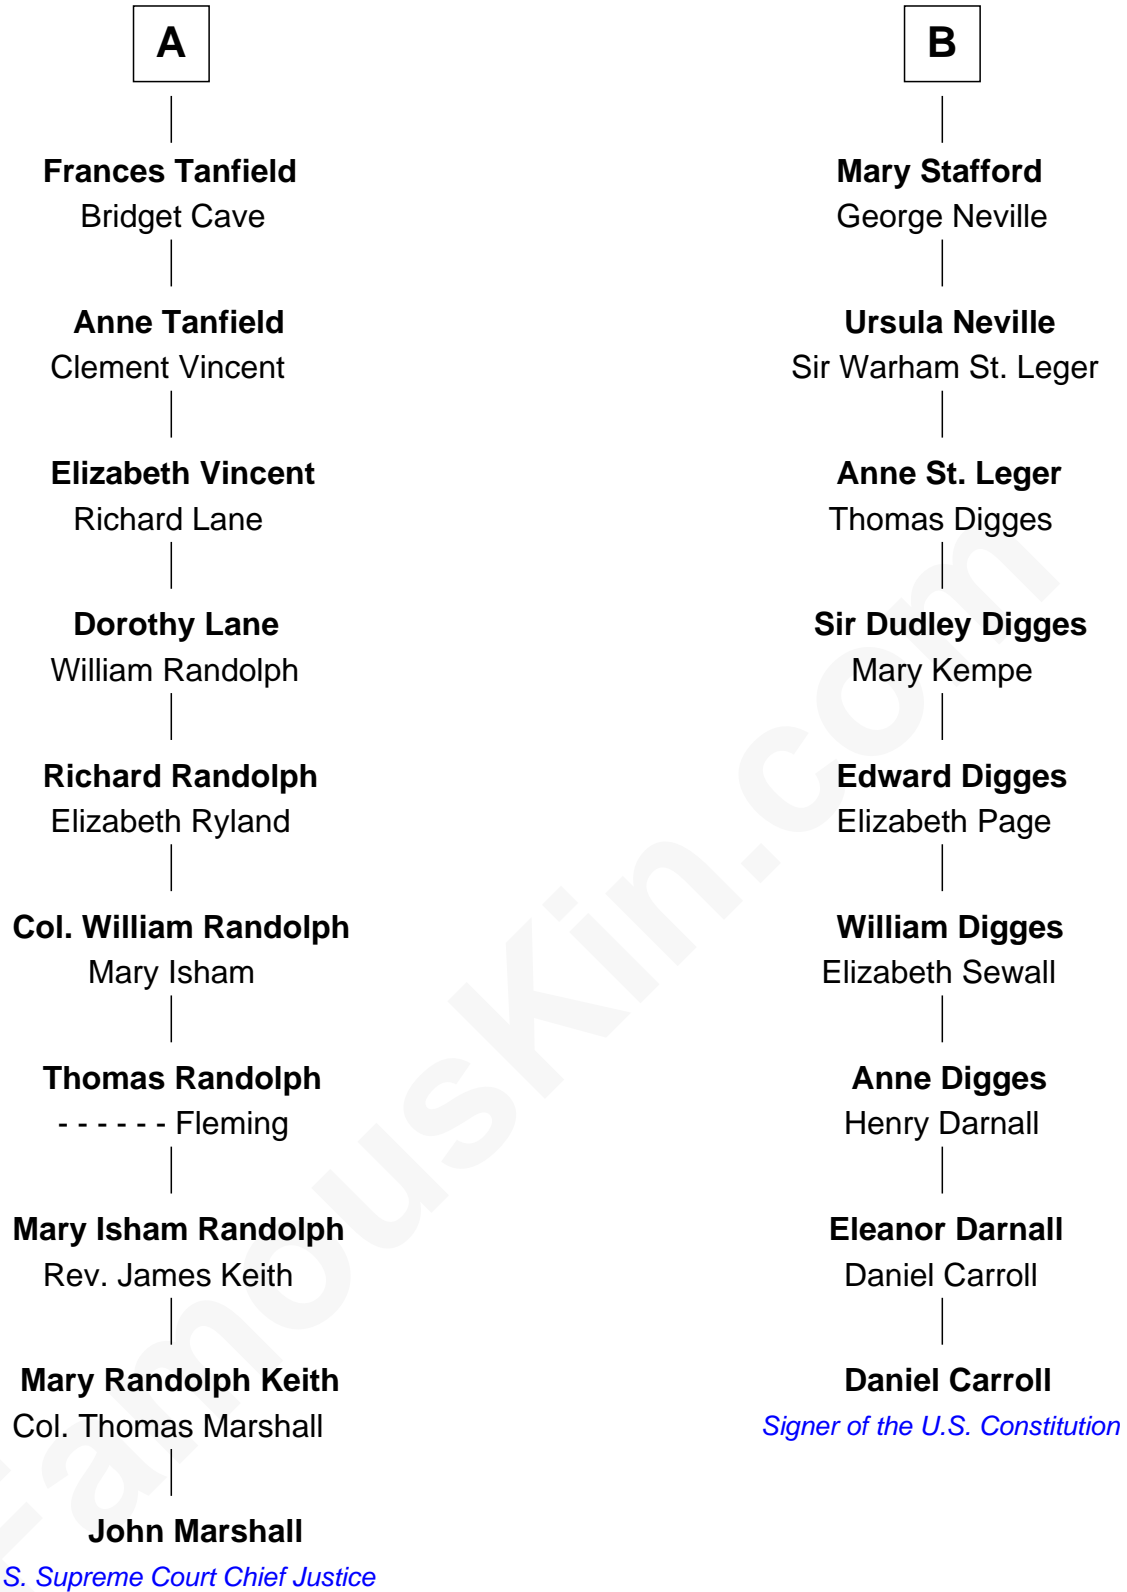 A
Frances Tanfield
Bridget Cave
Anne Tanfield
Clement Vincent
Elizabeth Vincent
Richard Lane
Dorothy Lane
William Randolph
Richard Randolph
Elizabeth Ryland
Col. William Randolph
Mary Isham
Thomas Randolph
- - - - - - Fleming
Mary Isham Randolph
Rev. James Keith
Mary Randolph Keith
Col. Thomas Marshall
John Marshall
S. Supreme Court Chief Justice
B
Mary Stafford
George Neville
Ursula Neville
Sir Warham St. Leger
Anne St. Leger
Thomas Digges
Sir Dudley Digges
Mary Kempe
Edward Digges
Elizabeth Page
William Digges
Elizabeth Sewall
Anne Digges
Henry Darnall
Eleanor Darnall
Daniel Carroll
Daniel Carroll
Signer of the U.S. Constitution
FamousKin.com